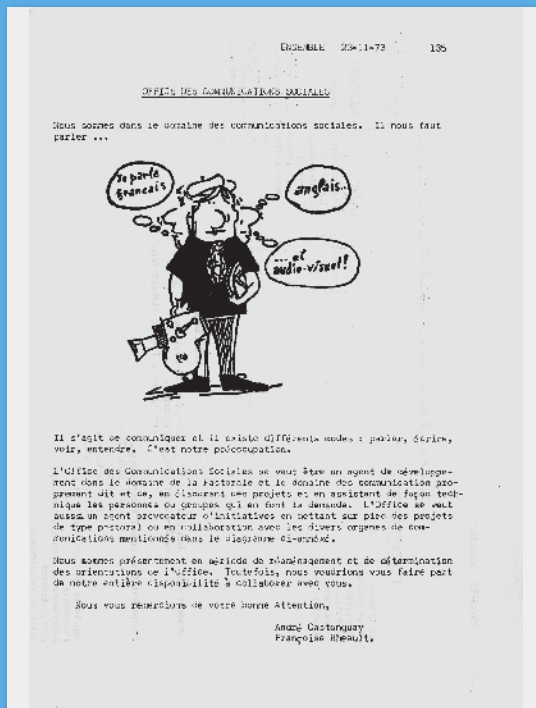 ENSEMBLE 23-11-73 135
OFFICE DES COMMUNICATIONS SOCIALES
Nous sommes dans le domaine des communications sociales. Il nous faut
parler ...
Je parle
francais
anglais..
... et
audio-visuel!
Il s'agit de communiquer et il existe différents modes : parler, écrire,
voir, entendre. C'est notre préoccupation.
L'Office des Communications Sociales se veut être un agent de développe-
ment dans le domaine de la Pastorale et le domaine des communication pro-
prement dit et ce, en élaborant des projets et en assistant de façon tech-
nique les personnes ou groupes qui en font la demande. L'Office se veut
aussi un agent provocateur d'initiatives en mettant sur pied des projets
de type pastoral ou en collaboration avec les divers organes de com-
munications mentionnés dans le diagramme ci-annéxé.
Nous sommes présentement en période de réaménagement et de détermination
des orientations de l'Office. Toutefois, nous voudrions vous faire part
de notre entière disponibilité à collaborer avec vous.
Nous vous remercions de votre bonne Attention,
André Castonguay
Françoise Rheault.